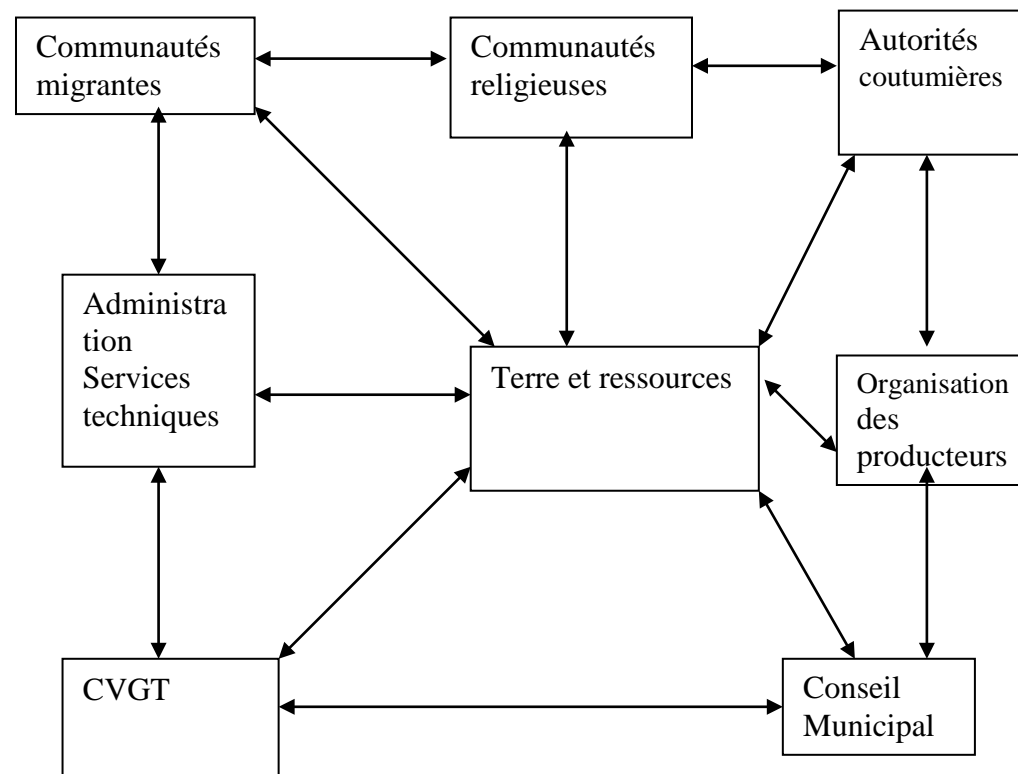 Communautés
migrantes
Communautés
religieuses
Autorités
coutumières
Administra
tion
Services
techniques
Terre et ressources
Organisation
des
producteurs
CVGT
Conseil
Municipal